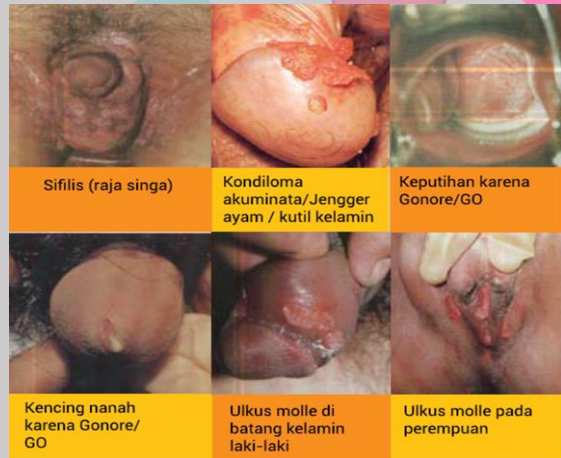 Sifilis (raja singa)
Kondiloma
akuminata/Jengger
ayam / kutil kelamin
Keputihan karena
Gonore/GO
Kencing nanah
karena Gonore/
GO
Ulkus molle di
batang kelamin
laki-laki
Ulkus molle pada
perempuan